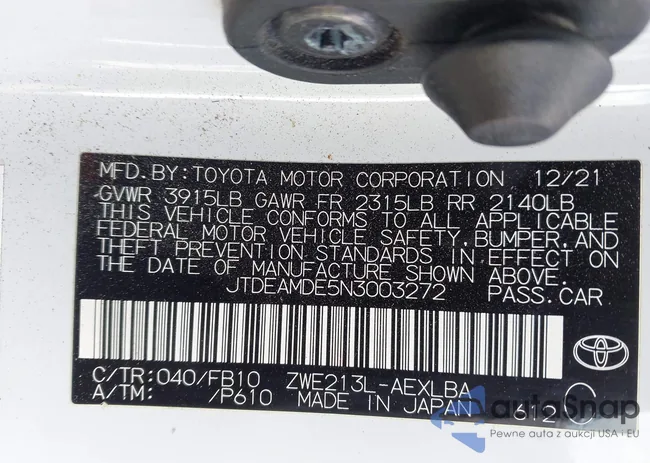 MFD.BY:TOYOTA MOTOR CORPORATION 12/21
GVWR 3915LB GAWR FR 2315LB RR 2140LB
THIS VEHICLE CONFORMS TO ALL APPLICABLE
FEDERAL MOTOR VEHICLE SAFETY,BUMPER,AND
THEFT PREVENTION STANDARDS IN EFFECT ON
THE DATE OF MANUFACTURE SHOWN ABOVE.
JTDEAMDE5N3003272 PASS.CAR
C/TR:040/FB10 ZWE213L-AEXLBA
A/TM: /P610 MADE IN JAPAN 612
autoSnap
Pewne auta z aukcji USA i EU